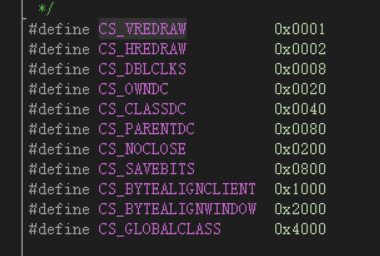 */
#define CS_VREDRAW 0x0001
#define CS_HREDRAW 0x0002
#define CS_DBLCLKS 0x0008
#define CS_OWNDC 0x0020
#define CS_CLASSDC 0x0040
#define CS_PARENTDC 0x0080
#define CS_NOCLOSE 0x0200
#define CS_SAVEBITS 0x0800
#define CS_BYTEALIGNCLIENT 0x1000
#define CS_BYTEALIGNWINDOW 0x2000
#define CS_GLOBALCLASS 0x4000